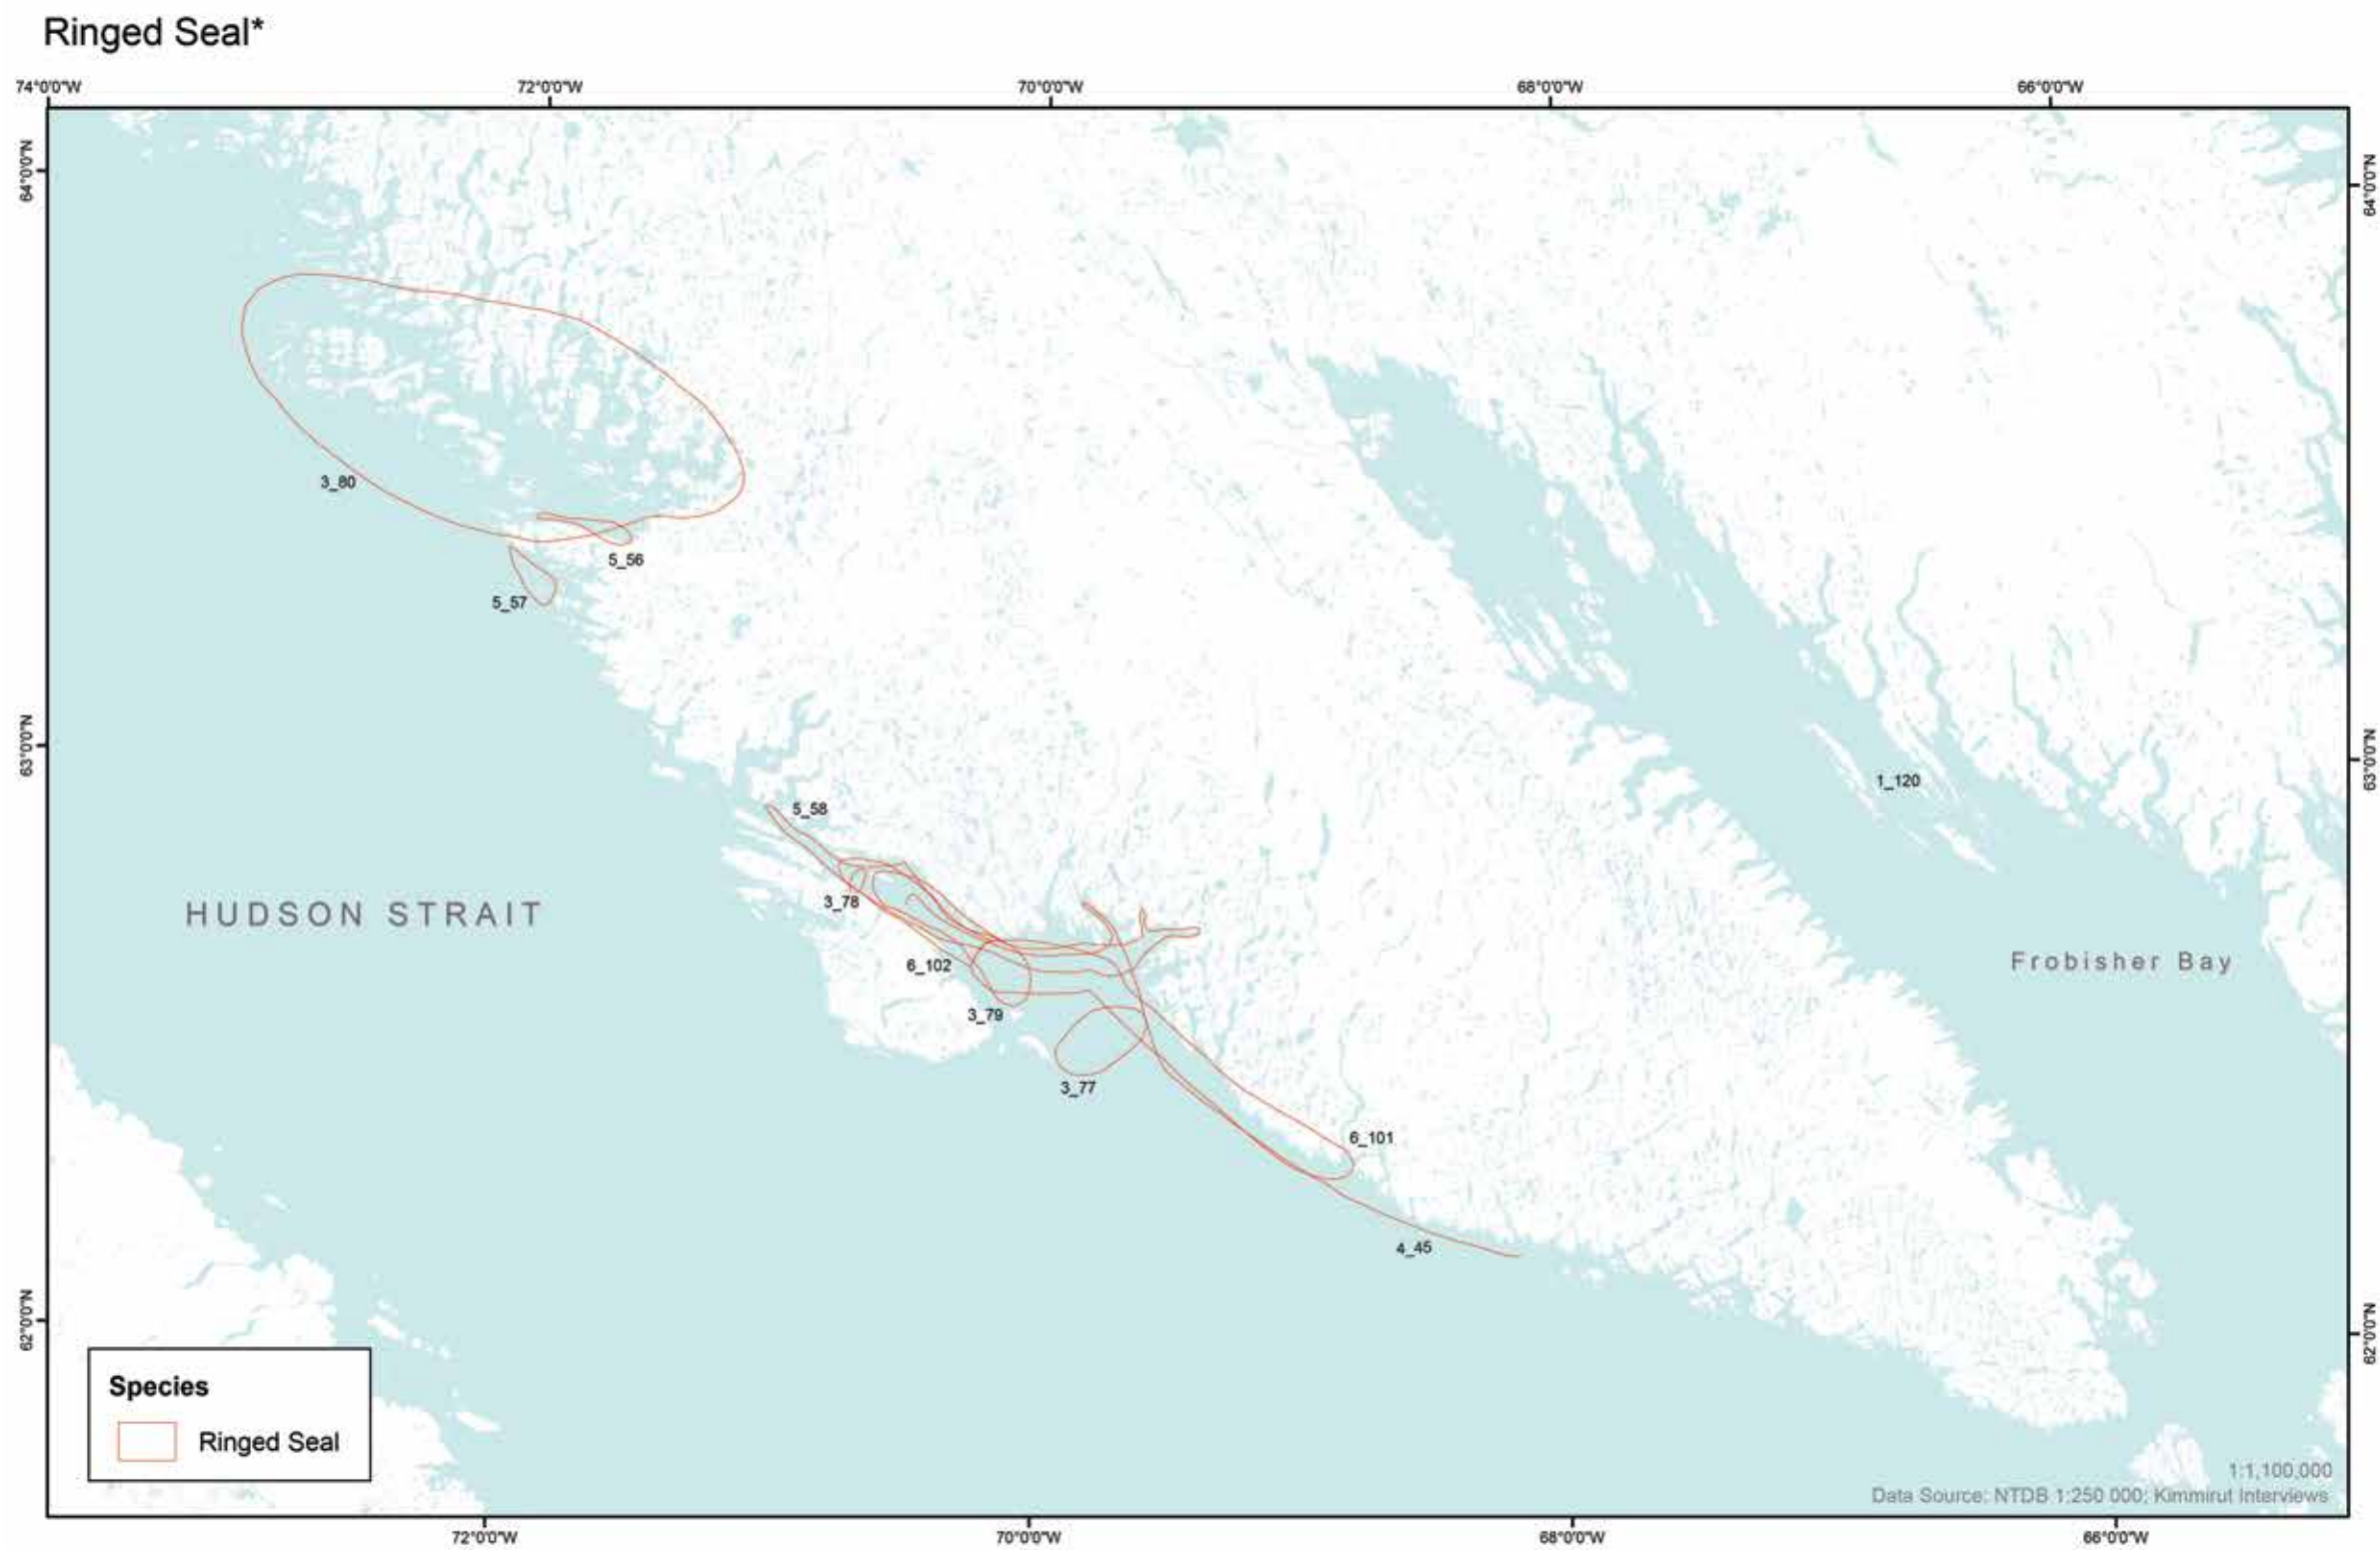 Ringed Seal*
74°0'0"W
72°0'0"W
70°0'0"W
68°0'0"W
66°0'0"W
64°0'0"N
64°0'0"N
3_80
5_56
5_57
63°0'0"N
63°0'0"N
1_120
5_58
3_78
HUDSON STRAIT
6_102
Frobisher Bay
3_79
3_77
6_101
4_45
62°0'0"N
62°0'0"N
Species
Ringed Seal
1:1,100,000
Data Source: NTDB 1:250 000; Kimmirut Interviews
72°0'0"W
70°0'0"W
68°0'0"W
66°0'0"W